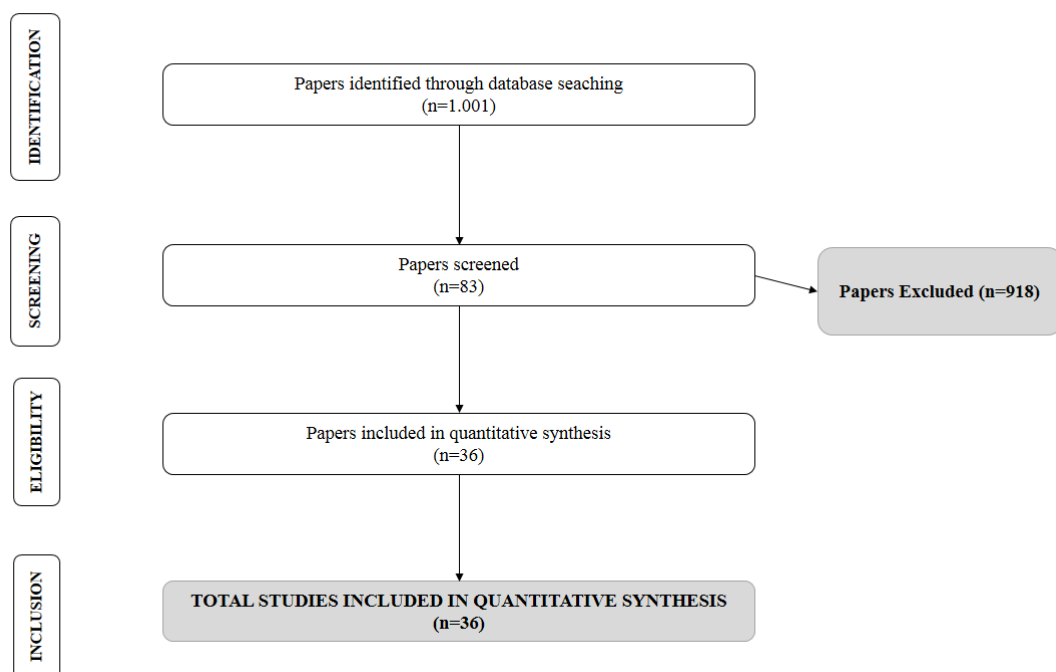 IDENTIFICATION
Papers identified through database seaching
(n=1.001)
SCREENING
Papers screened
(n=83)
Papers Excluded (n=918)
ELIGIBILITY
Papers included in quantitative synthesis
(n=36)
INCLUSION
TOTAL STUDIES INCLUDED IN QUANTITATIVE SYNTHESIS
(n=36)